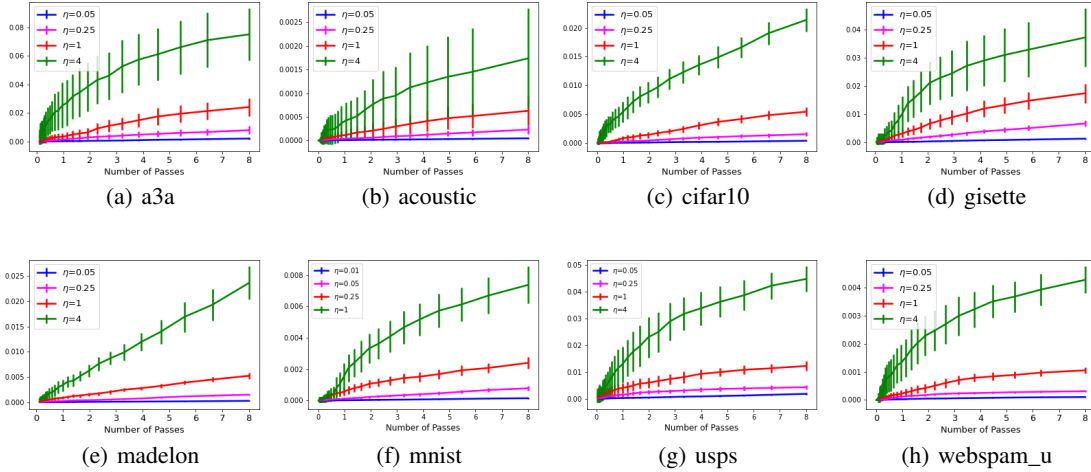 η=0.05
η=0.25
η=1
η=4
0.08
0.06
0.04
0.02
0.00
0 1 2 3 4 5 6 7 8
Number of Passes
(a) a3a
η=0.05
η=0.25
η=1
η=4
0.0025
0.0020
0.0015
0.0010
0.0005
0.0000
0 1 2 3 4 5 6 7 8
Number of Passes
(b) acoustic
η=0.05
η=0.25
η=1
η=4
0.020
0.015
0.010
0.005
0.000
0 1 2 3 4 5 6 7 8
Number of Passes
(c) cifar10
η=0.05
η=0.25
η=1
η=4
0.04
0.03
0.02
0.01
0.00
0 1 2 3 4 5 6 7 8
Number of Passes
(d) gisette
η=0.05
η=0.25
η=1
η=4
0.025
0.020
0.015
0.010
0.005
0.000
0 1 2 3 4 5 6 7 8
Number of Passes
(e) madelon
η=0.01
η=0.05
η=0.25
η=1
0.008
0.006
0.004
0.002
0.000
0 1 2 3 4 5 6 7 8
Number of Passes
(f) mnist
η=0.05
η=0.25
η=1
η=4
0.05
0.04
0.03
0.02
0.01
0.00
0 1 2 3 4 5 6 7 8
Number of Passes
(g) usps
η=0.05
η=0.25
η=1
η=4
0.004
0.003
0.002
0.001
0.000
0 1 2 3 4 5 6 7 8
Number of Passes
(h) webspam_u